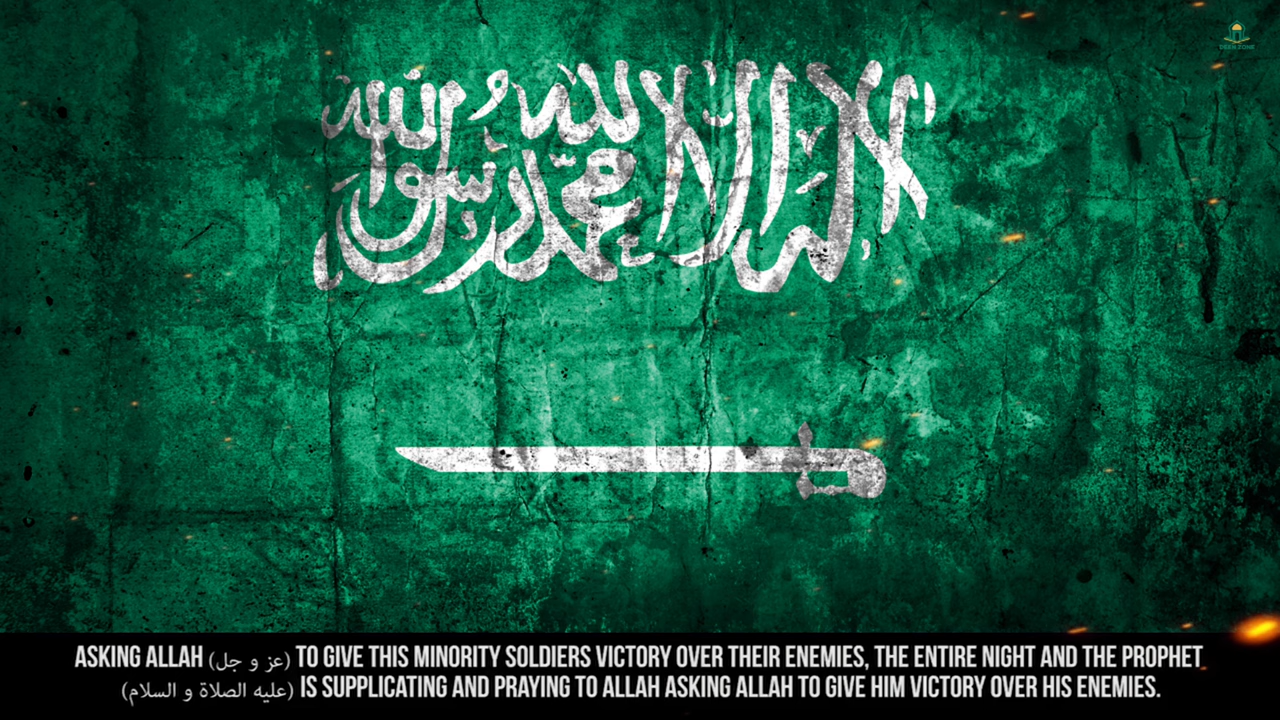 DEEN ZONE
لا إله إلا الله محمد رسول الله
ASKING ALLAH (عز و جل) TO GIVE THIS MINORITY SOLDIERS VICTORY OVER THEIR ENEMIES, THE ENTIRE NIGHT AND THE PROPHET
(عليه الصلاة و السلام) IS SUPPLICATING AND PRAYING TO ALLAH ASKING ALLAH TO GIVE HIM VICTORY OVER HIS ENEMIES.